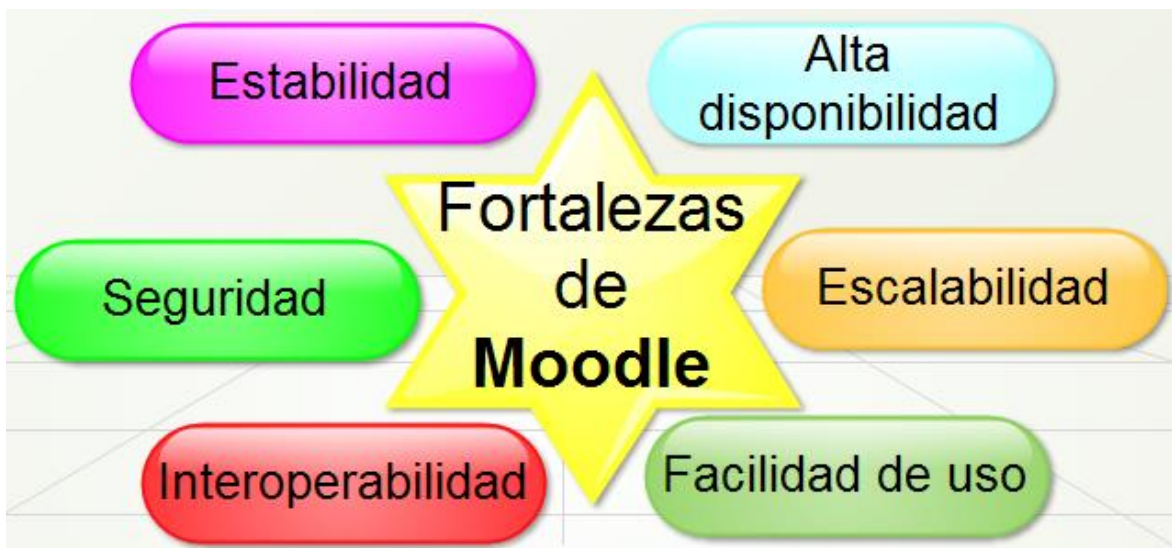 Estabilidad
Alta
disponibilidad
Fortalezas
de
Moodle
Seguridad
Escalabilidad
Interoperabilidad
Facilidad de uso